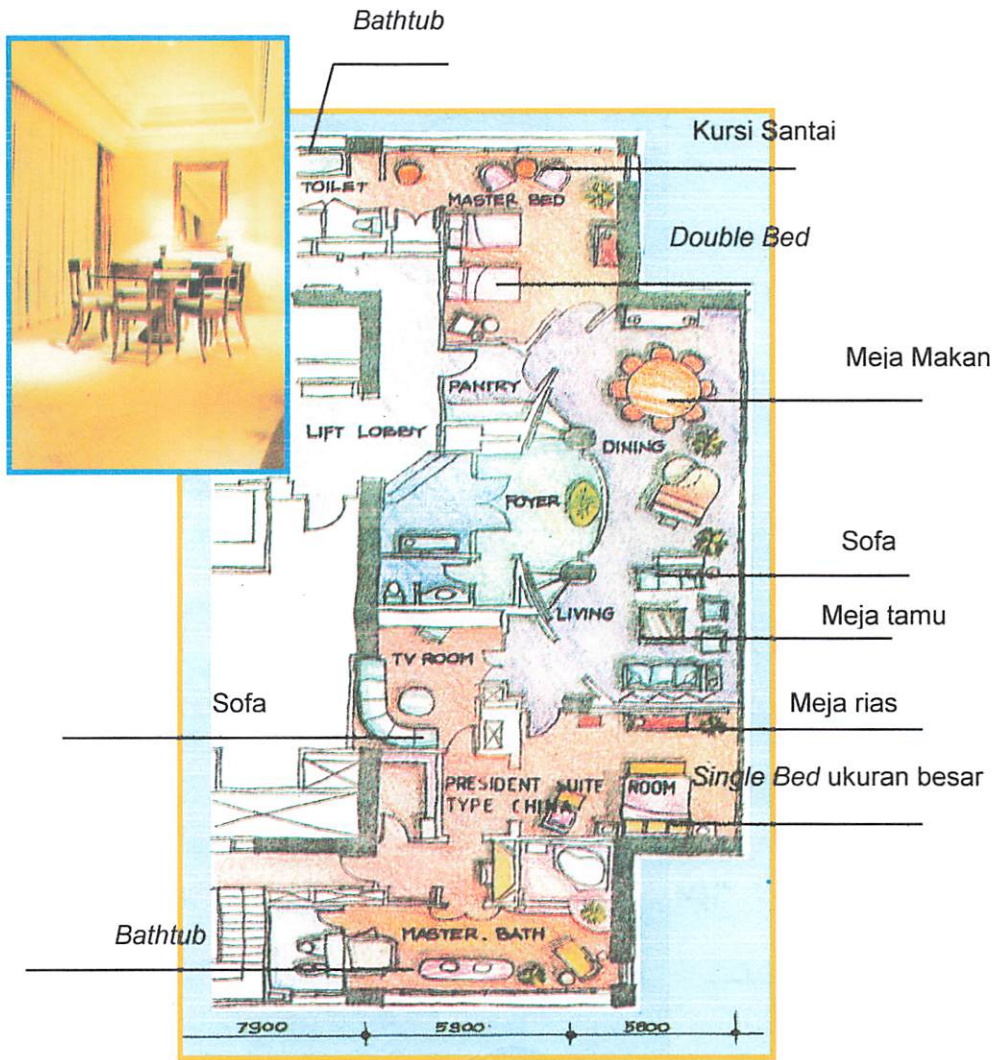 Bathtub
Kursi Santai
TOILET
MASTER BED
Double Bed
Meja Makan
PANTRY
LIFT LOBBY
DINING
FOYER
Sofa
LIVING
Meja tamu
TV ROOM
Sofa
Meja rias
PRESIDENT SUITE ROOM
TYPE CHINA
Single Bed ukuran besar
Bathtub
MASTER. BATH
7900 5900 5800